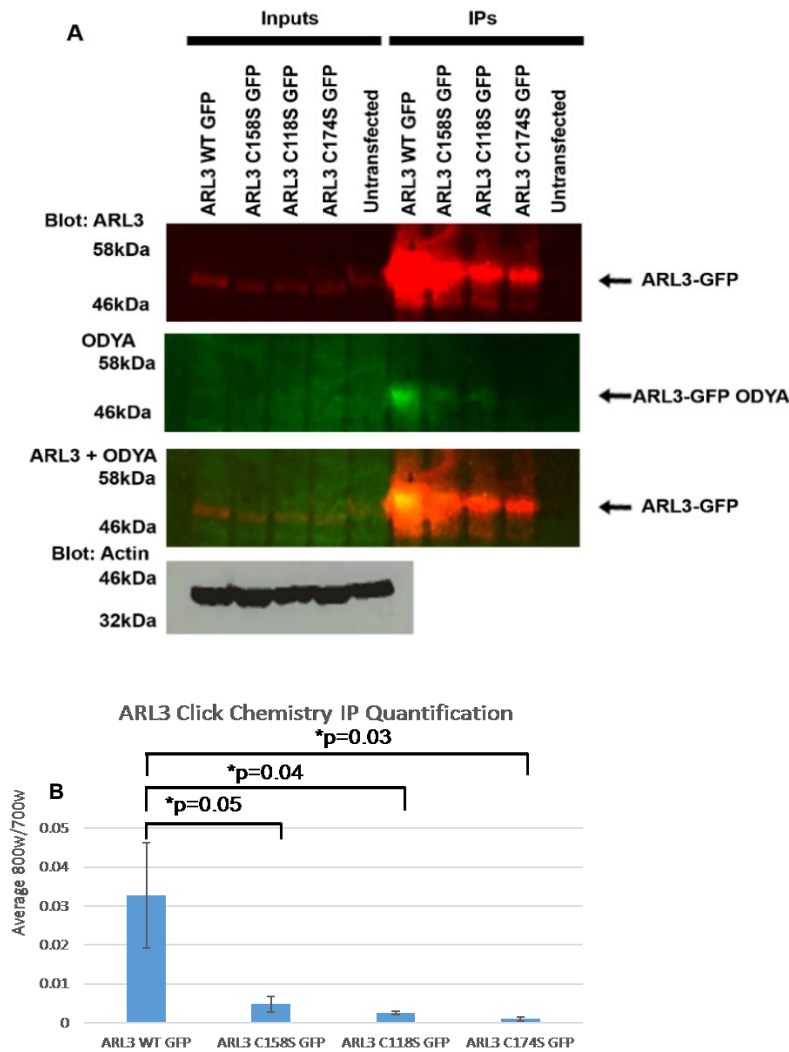 Inputs IPs
A
ARL3 WT GFP
ARL3 C158S GFP
ARL3 C118S GFP
ARL3 C174S GFP
Untransfected
ARL3 WT GFP
ARL3 C158S GFP
ARL3 C118S GFP
ARL3 C174S GFP
Untransfected
Blot: ARL3
58kDa
ARL3-GFP
46kDa
ODYA
58kDa
ARL3-GFP ODYA
46kDa
ARL3 + ODYA
58kDa
ARL3-GFP
46kDa
Blot: Actin
46kDa
32kDa
ARL3 Click Chemistry IP Quantification
*p=0.03
*p=0.04
B
*p=0.05
Average 800w/700w
0.05
0.04
0.03
0.02
0.01
0
ARL3 WT GFP ARL3 C158S GFP ARL3 C118S GFP ARL3 C174S GFP